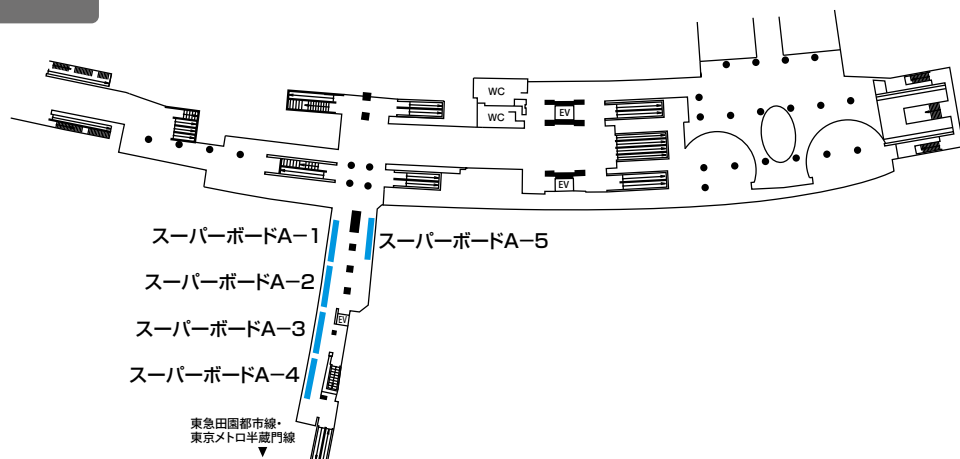 WC
WC
EV
EV
スーパーボードA−1
スーパーボードA−5
スーパーボードA−2
EV
スーパーボードA−3
スーパーボードA−4
東急田園都市線・
東京メトロ半蔵門線